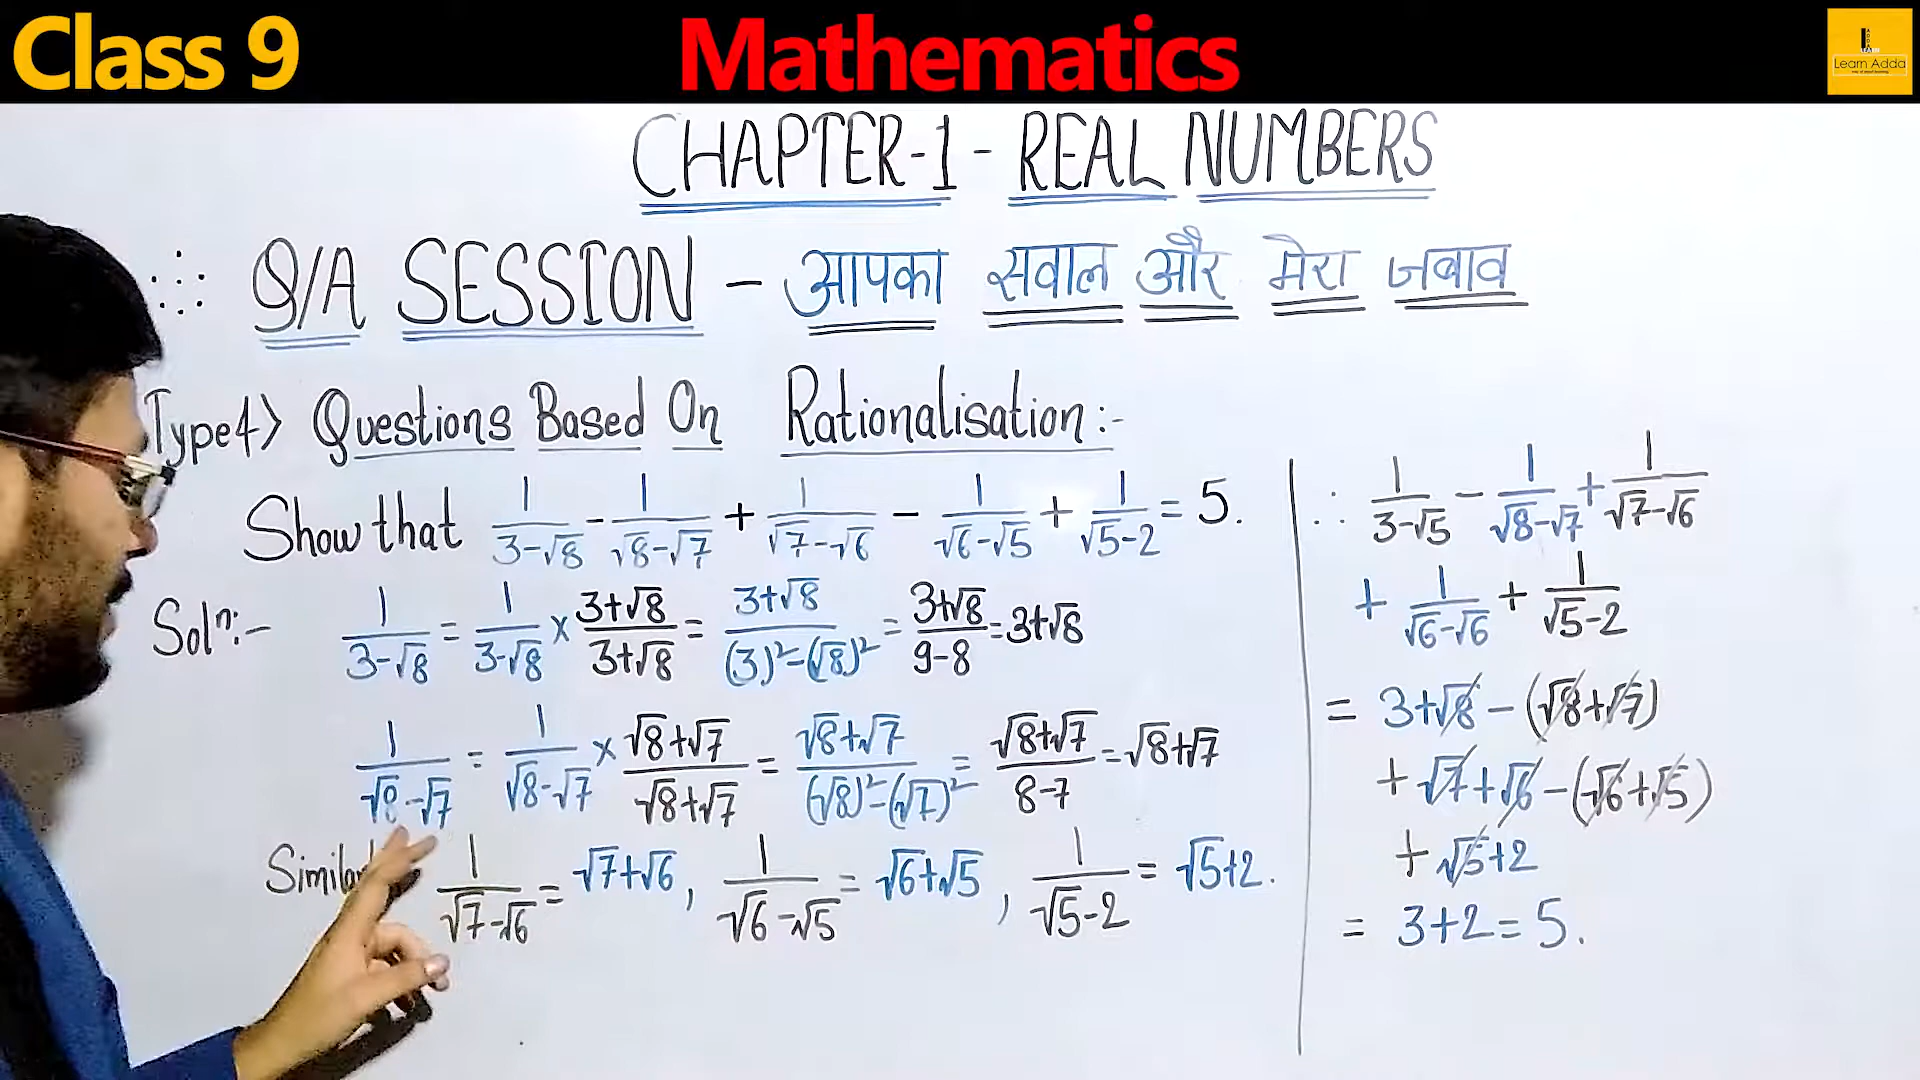 Class 9
Mathematics
Learn Adda
CHAPTER-1 - REAL NUMBERS
Q/A SESSION - आपका सवाल और मेरा जबाव
Type4> Questions Based On Rationalisation:-
Show that 1/(3-√8) - 1/(√8-√7) + 1/(√7-√6) - 1/(√6-√5) + 1/(√5-2) = 5.
Solⁿ:- 1/(3-√8) = 1/(3-√8) × (3+√8)/(3+√8) = (3+√8)/((3)²-(√8)²) = (3+√8)/(9-8) = 3+√8
1/(√8-√7) = 1/(√8-√7) × (√8+√7)/(√8+√7) = (√8+√7)/((√8)²-(√7)²) = (√8+√7)/(8-7) = √8+√7
1/(√7-√6) = √7+√6, 1/(√6-√5) = √6+√5, 1/(√5-2) = √5+2.
∴ 1/(3-√5) - 1/(√8-√7) + 1/(√7-√6)
+ 1/(√6-√6) + 1/(√5-2)
= 3+√8 - (√8+√7)
+ √7+√6 - (√6+√5)
+ √5+2
= 3+2 = 5.